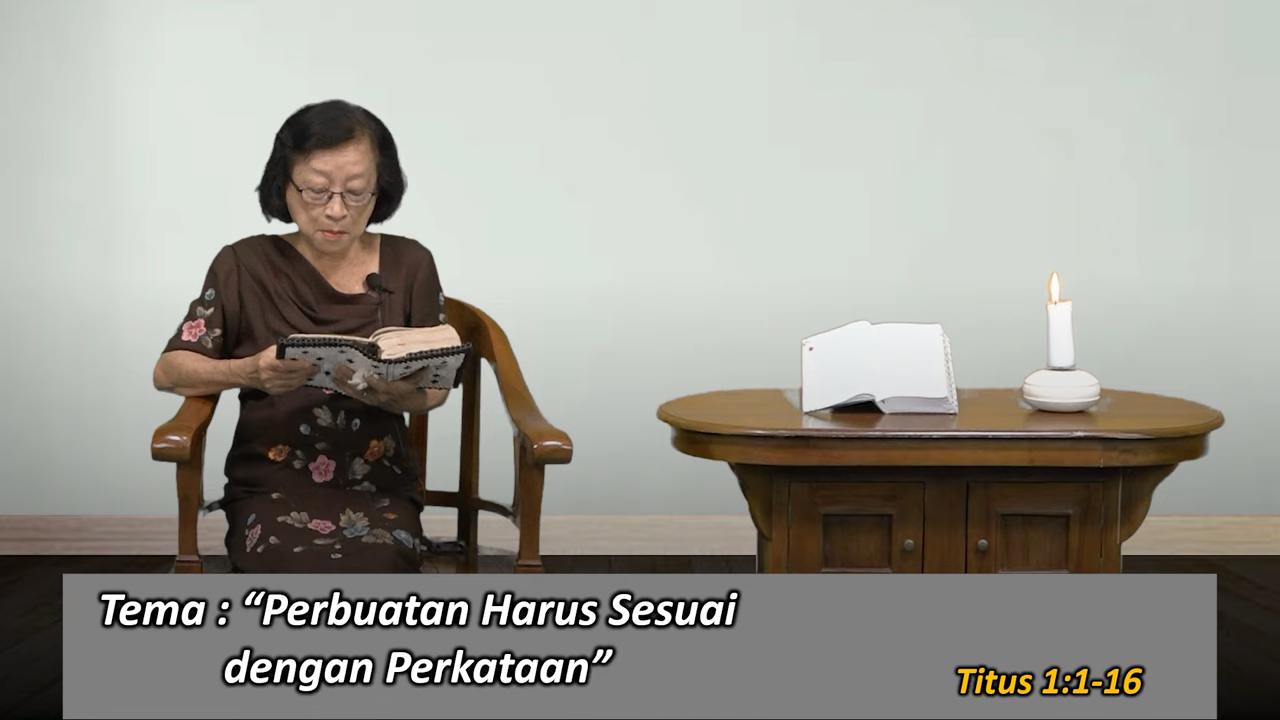 Tema : “Perbuatan Harus Sesuai
dengan Perkataan”
Titus 1:1-16